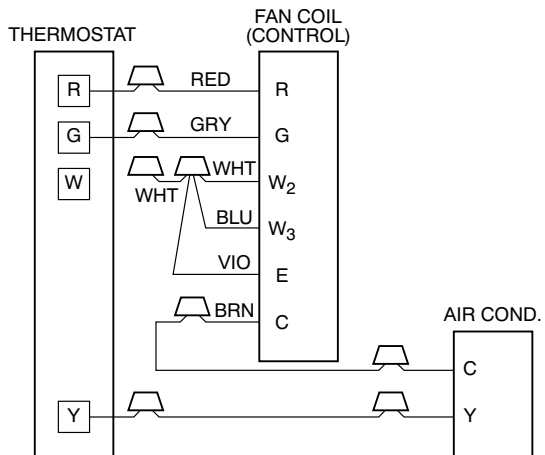 FAN COIL
(CONTROL)
THERMOSTAT
R RED R
G GRY G
W WHT WHT W2
BLU W3
VIO E
BRN C
AIR COND.
C
Y Y